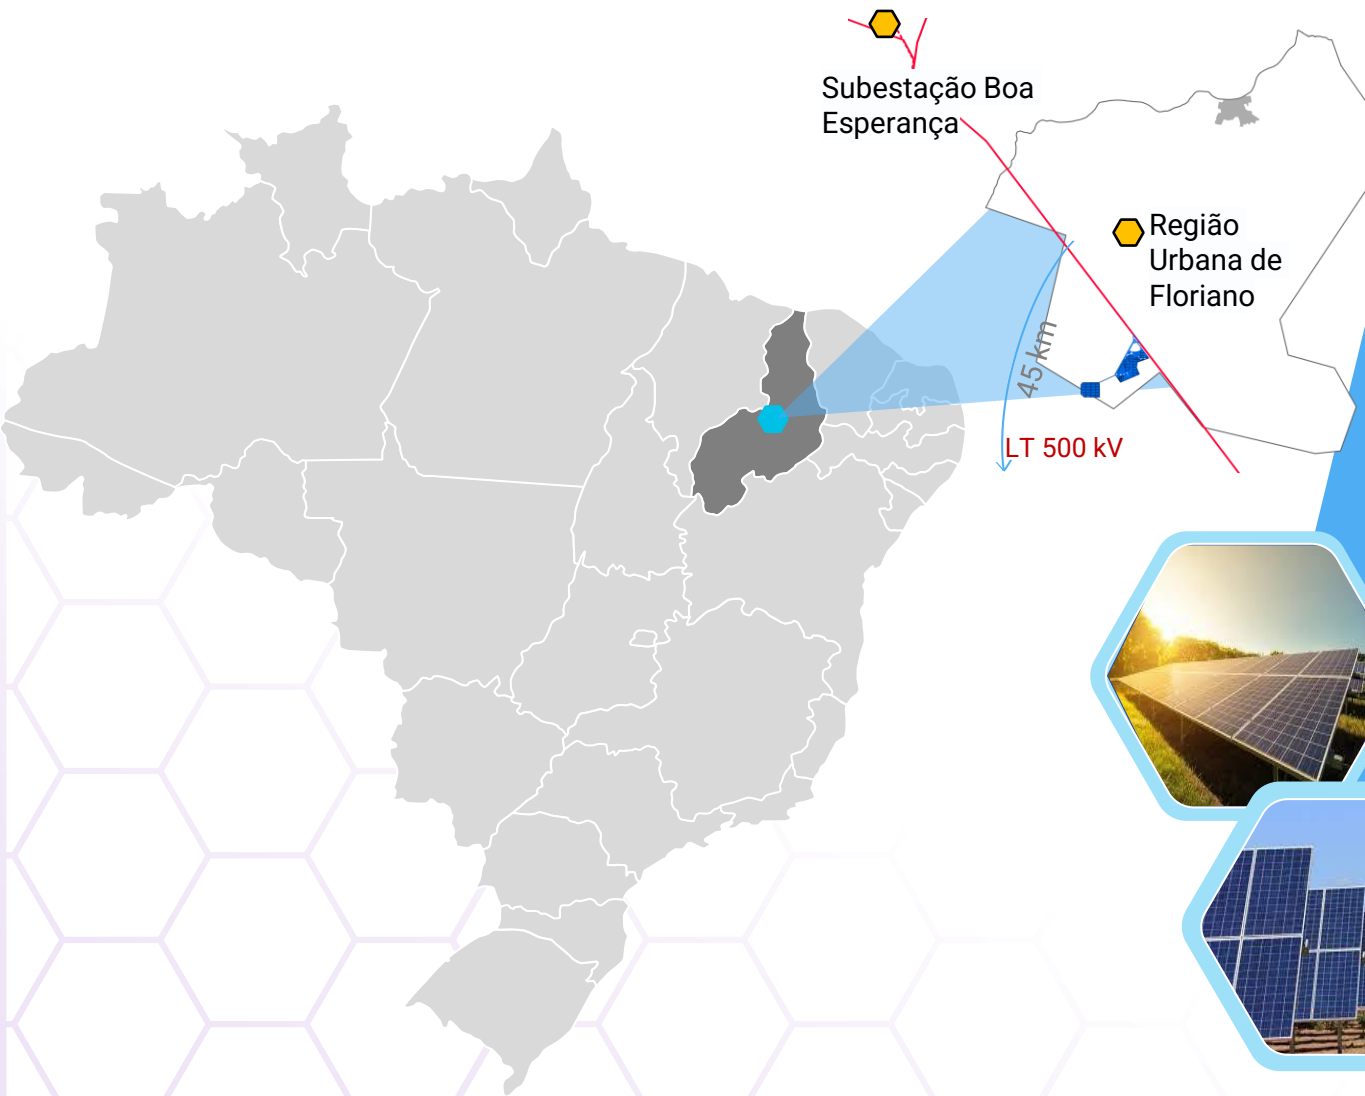 Subestação Boa
Esperança
Região
Urbana de
Floriano
45 km
LT 500 kV